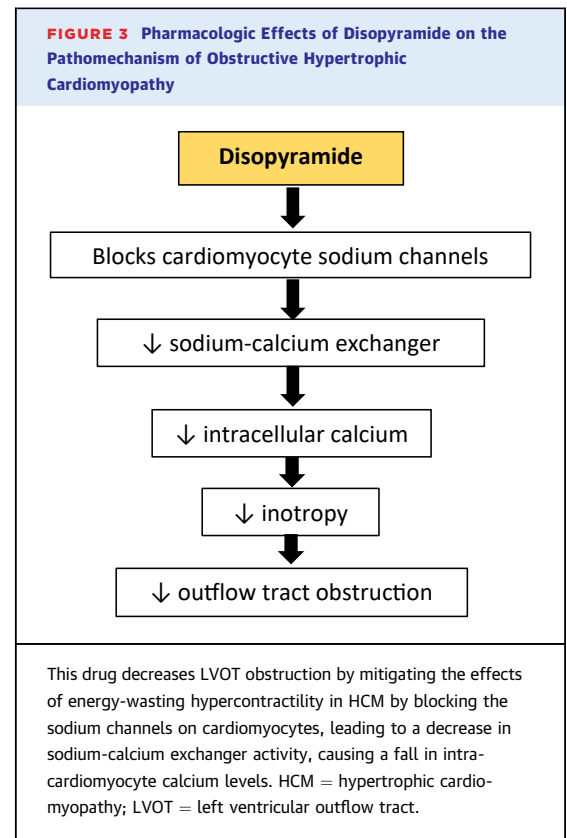 FIGURE 3 Pharmacologic Effects of Disopyramide on the
Pathomechanism of Obstructive Hypertrophic
Cardiomyopathy
Disopyramide
Blocks cardiomyocyte sodium channels
↓ sodium-calcium exchanger
↓ intracellular calcium
↓ inotropy
↓ outflow tract obstruction
This drug decreases LVOT obstruction by mitigating the effects
of energy-wasting hypercontractility in HCM by blocking the
sodium channels on cardiomyocytes, leading to a decrease in
sodium-calcium exchanger activity, causing a fall in intra-
cardiomyocyte calcium levels. HCM = hypertrophic cardio-
myopathy; LVOT = left ventricular outflow tract.